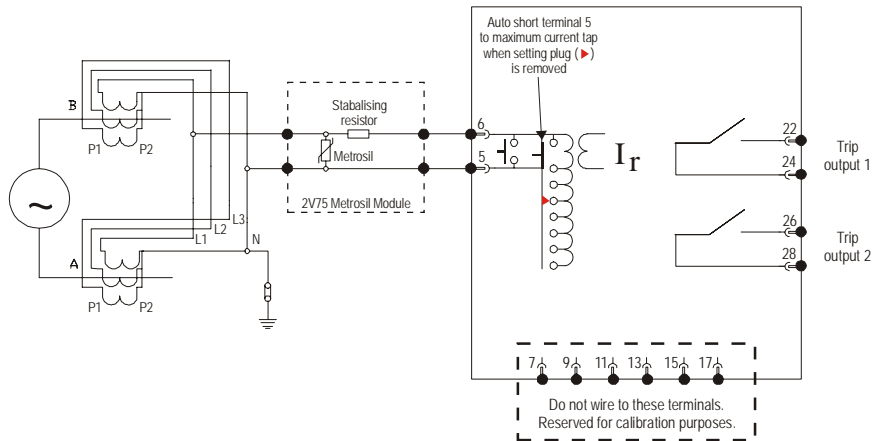 Auto short terminal 5
to maximum current tap
when setting plug ( )
is removed
B
P1
P2
Stabalising
resistor
Metrosil
2V75 Metrosil Module
6
5
Ir
22
24
Trip
output 1
26
28
Trip
output 2
L3
L2
L1
N
~
A
P1
P2
7
9
11
13
15
17
Do not wire to these terminals.
Reserved for calibration purposes.